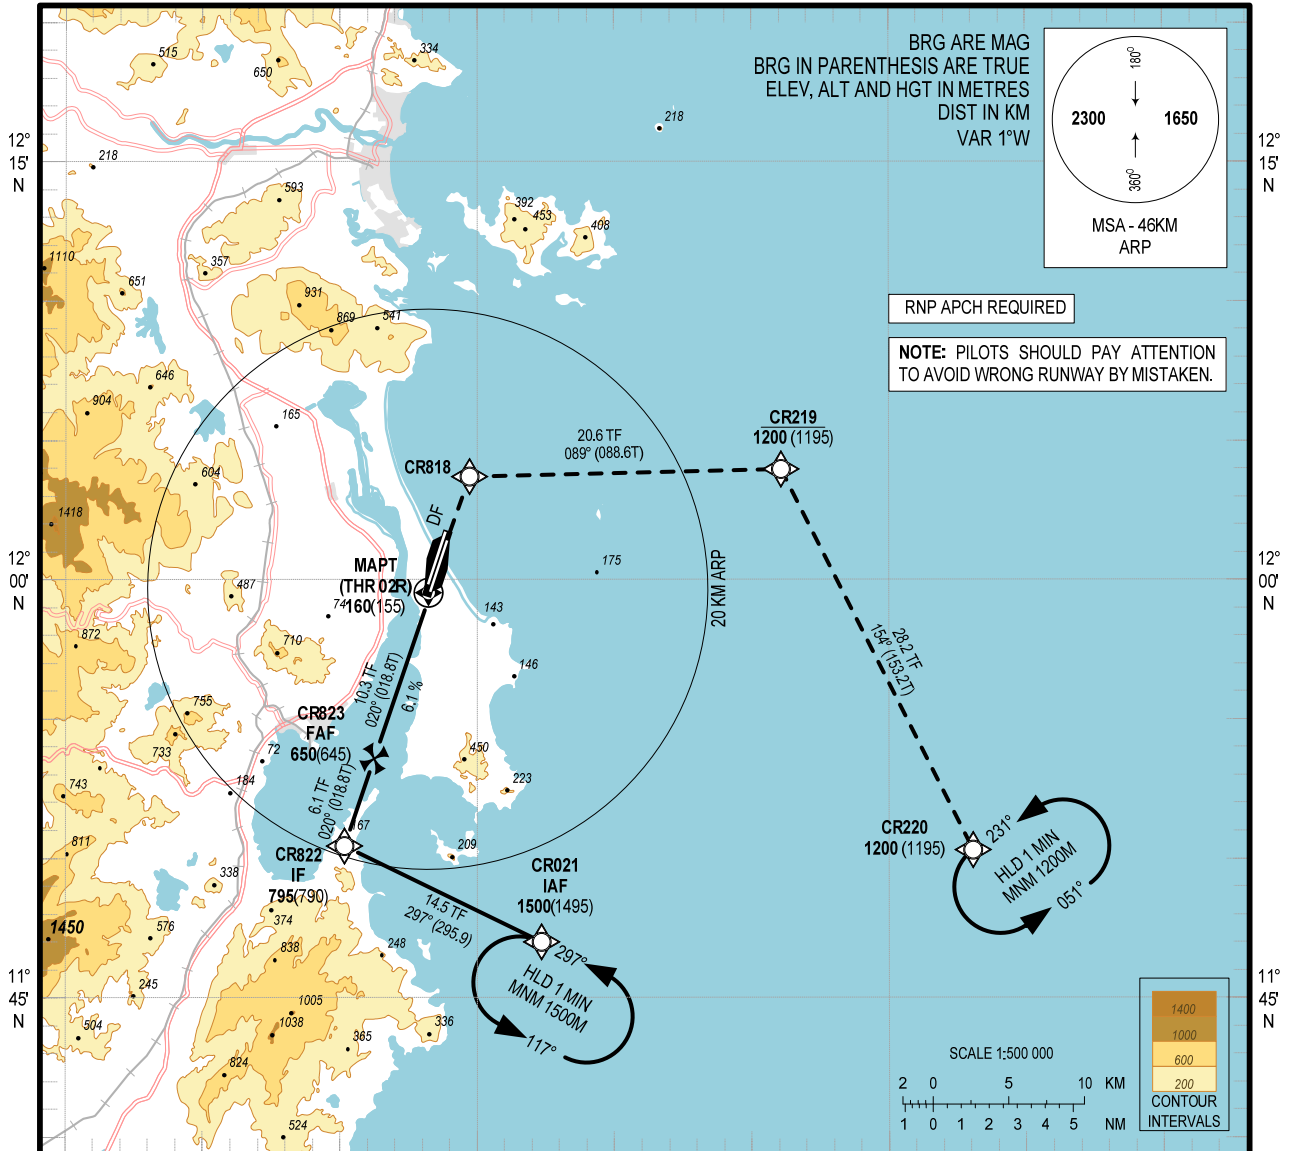 BRG ARE MAG
BRG IN PARENTHESIS ARE TRUE
ELEV, ALT AND HGT IN METRES
DIST IN KM
VAR 1°W
180°
2300 1650
360°
MSA - 46KM
ARP
RNP APCH REQUIRED
NOTE: PILOTS SHOULD PAY ATTENTION
TO AVOID WRONG RUNWAY BY MISTAKEN.
12°
15'
N
12°
15'
N
12°
00'
N
12°
00'
N
11°
45'
N
11°
45'
N
515
650
334
218
218
593
392
453
408
357
1110
651
931
869
541
646
904
165
604
1418
487
74
710
872
175
143
146
755
733
72
184
743
811
450
223
209
167
338
374
576
1450
838
248
245
1005
1038
504
365
336
824
524
CR219
1200 (1195)
20.6 TF
089° (088.6T)
CR818
DF
MAPT
(THR 02R)
160(155)
20 KM ARP
28.2 TF
154° (153.2T)
10.3 TF
020° (018.8T)
6.1 %
CR823
FAF
650(645)
6.1 TF
020° (018.8T)
CR822
IF
795(790)
14.5 TF
297° (295.9)
CR021
IAF
1500(1495)
297°
HLD 1 MIN
MNM 1500M
117°
CR220
1200 (1195)
231°
HLD 1 MIN
MNM 1200M
051°
SCALE 1:500 000
2 0 5 10 KM
1 0 1 2 3 4 5 NM
1400
1000
600
200
CONTOUR
INTERVALS